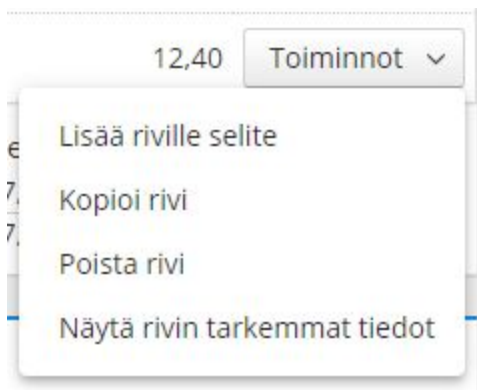 12,40 Toiminnot
Lisää riville selite
Kopioi rivi
Poista rivi
Näytä rivin tarkemmat tiedot